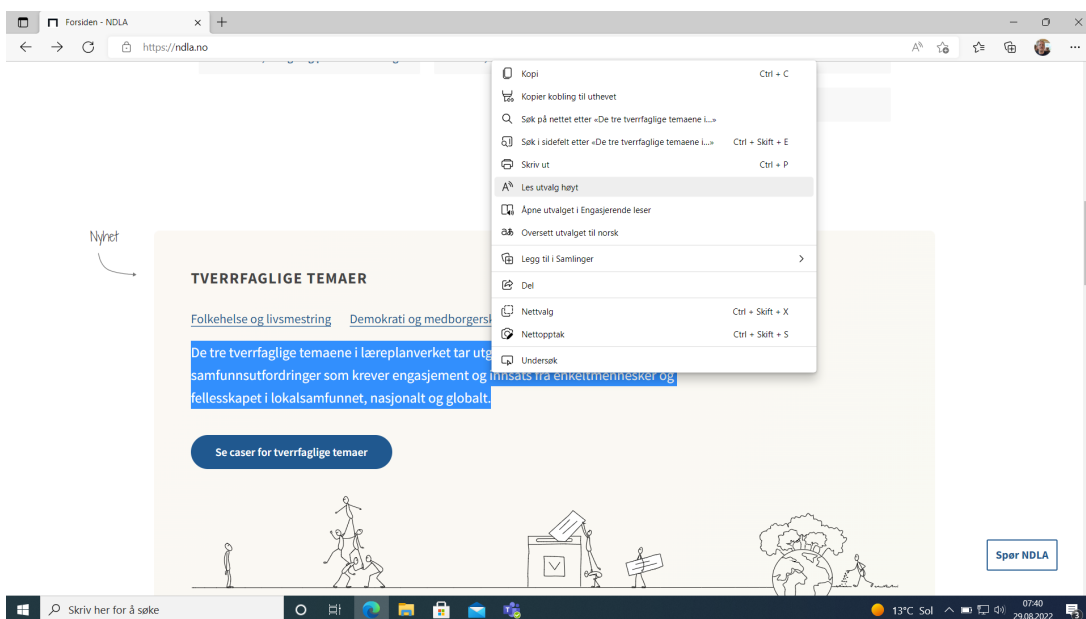 Forsiden - NDLA
https://ndla.no
Kopi Ctrl + C
Kopier kobling til uthevet
Søk på nettet etter «De tre tverrfaglige temaene i...»
Søk i sidefelt etter «De tre tverrfaglige temaene i...» Ctrl + Skift + E
Skriv ut Ctrl + P
Les utvalg høyt
Åpne utvalget i Engasjerende leser
Oversett utvalget til norsk
Legg til i Samlinger
Del
Nettvalg Ctrl + Skift + X
Nettopptak Ctrl + Skift + S
Undersøk
Nyhet
TVERRFAGLIGE TEMAER
Folkehelse og livsmestring Demokrati og medborgers
De tre tverrfaglige temaene i læreplanverket tar utg
samfunnsutfordringer som krever engasjement og innsats fra enkeltmennesker og
fellesskapet i lokalsamfunnet, nasjonalt og globalt.
Se caser for tverrfaglige temaer
Spør NDLA
Skriv her for å søke
13°C Sol
07:40
29.08.2022